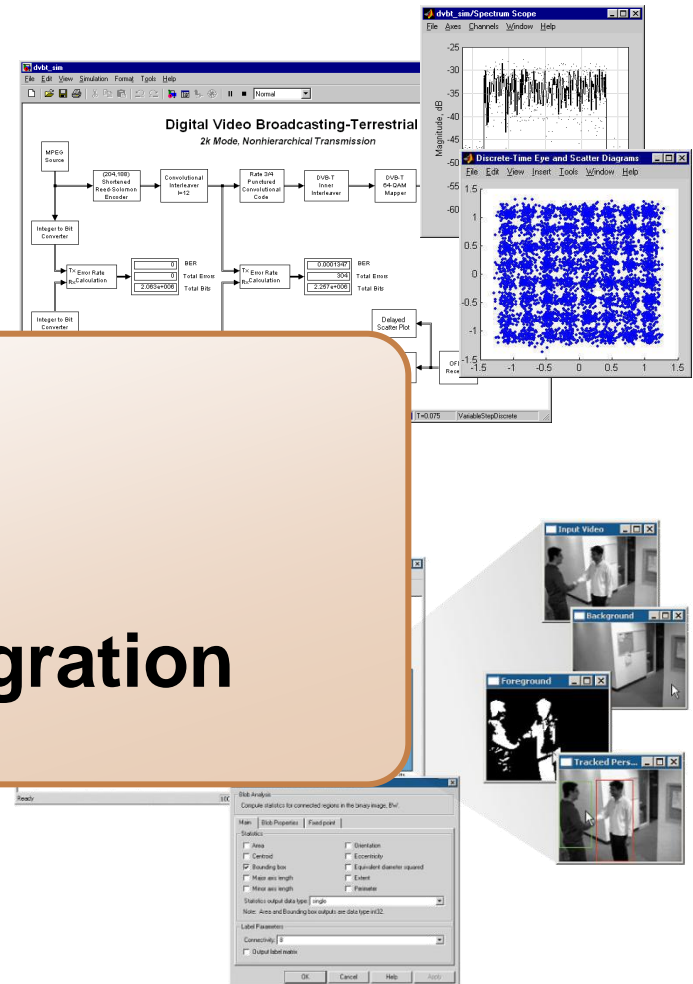 dvbt_sim/Spectrum Scope
File Axes Channels Window Help
-25
-30
-35
-40
-45
-50
-55
-60
Magnitude, dB
dvbt_sim
File Edit View Simulation Format Tools Help
Normal
Digital Video Broadcasting-Terrestrial
2k Mode, Nonhierarchical Transmission
MPEG
Source
(204,188)
Shortened
Reed-Solomon
Encoder
Convolutional
Interleaver
I=12
Rate 3/4
Punctured
Convolutional
Code
DVB-T
Inner
Interleaver
DVB-T
64-QAM
Mapper
Integer to Bit
Converter
Tx Error Rate
Rx Calculation
0 BER
0 Total Errors
2.063e+006 Total Bits
Tx Error Rate
Rx Calculation
0.0001347 BER
304 Total Errors
2.257e+006 Total Bits
Integer to Bit
Converter
Delayed
Scatter Plot
T=0.075 VariableStepDiscrete
Discrete-Time Eye and Scatter Diagrams
File Edit View Insert Tools Window Help
1.5
1
0.5
0
-0.5
-1
-1.5
-1.5 -1 -0.5 0 0.5 1 1.5
gration
Input Video
Background
Foreground
Tracked Pers...
Ready
Blob Analysis
Compute statistics for connected regions in the binary image, BW.
Main Blob Properties Fixed point
Statistics
Area Orientation
Centroid Eccentricity
Bounding box Equivalent diameter squared
Major axis length Extent
Minor axis length Perimeter
Statistics output data type: single
Note: Area and Bounding box outputs are data type int32.
Label Parameters
Connectivity: 8
Output label matrix
OK Cancel Help Apply